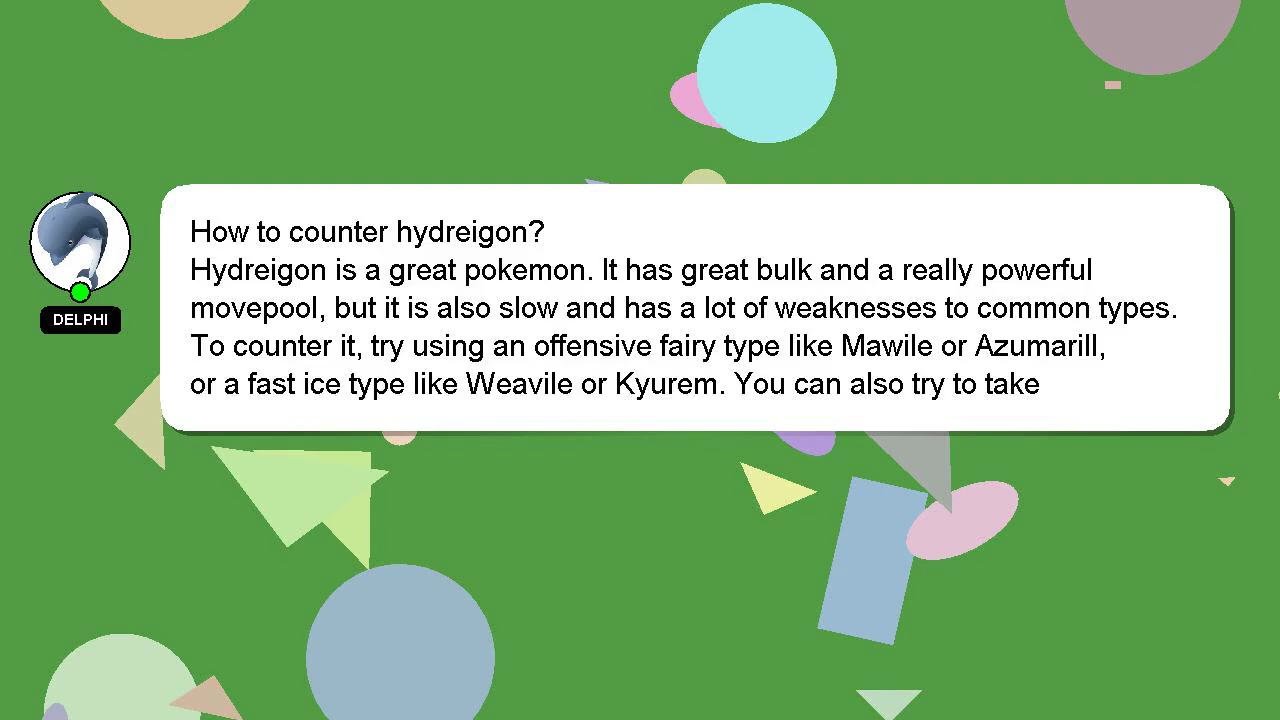 How to counter hydreigon?
Hydreigon is a great pokemon. It has great bulk and a really powerful
movepool, but it is also slow and has a lot of weaknesses to common types.
To counter it, try using an offensive fairy type like Mawile or Azumarill,
or a fast ice type like Weavile or Kyurem. You can also try to take
DELPHI